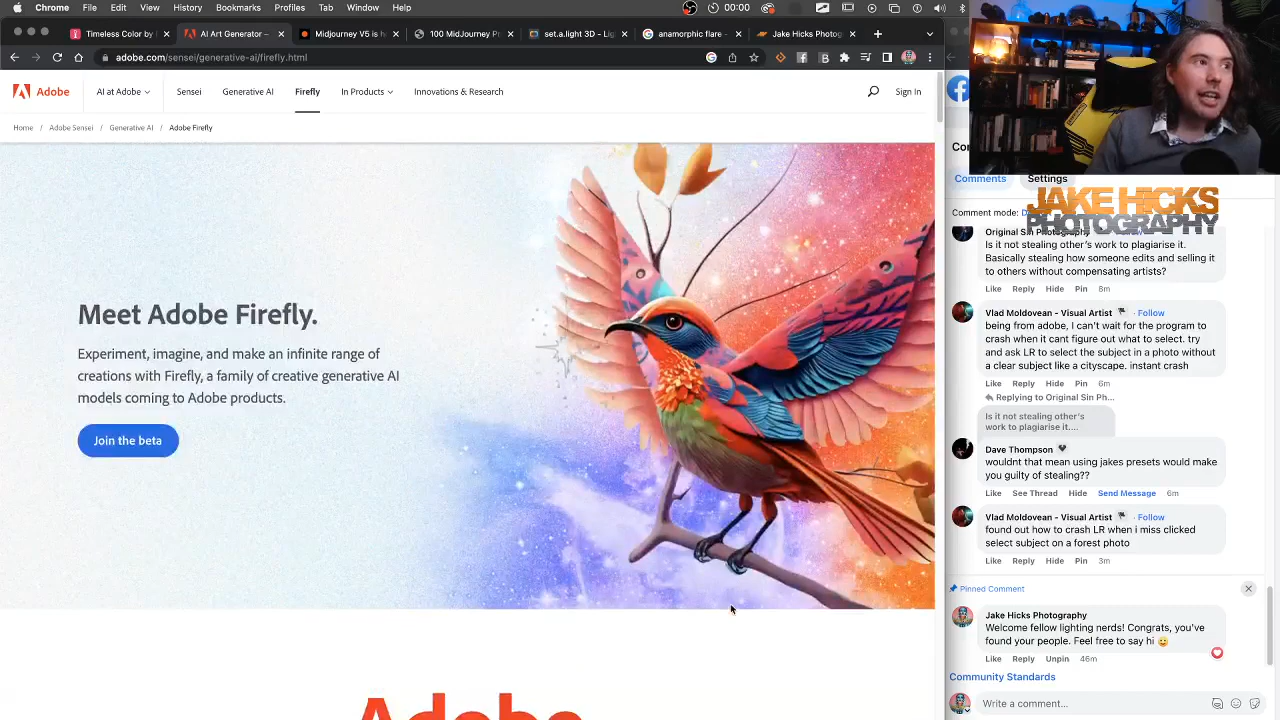 Chrome File Edit View History Bookmarks Profiles Tab Window Help
00:00
Timeless Color by
AI Art Generator –
Midjourney Vs
100 MidJourney Pr
set.a.light 3D - Lig
anamorphic flare -
Jake Hicks Photog
adobe.com/sensei/generative-ai/firefly.html
Adobe
AI at Adobe
Sensei
Generative AI
Firefly
In Products
Innovations & Research
Sign In
Home / Adobe Sensei / Generative AI / Adobe Firefly
Meet Adobe Firefly.
Experiment, imagine, and make an infinite range of
creations with Firefly, a family of creative generative AI
models coming to Adobe products.
Join the beta
Adobe
Comments Settings
JAKE HICKS
PHOTOGRAPHY
Comment mode:
Original Sin Photography
Is it not stealing other's work to plagiarise it.
Basically stealing how someone edits and selling it
to others without compensating artists?
Like Reply Hide Pin 8m
Vlad Moldovean - Visual Artist · Follow
being from adobe, I can't wait for the program to
crash when it cant figure out what to select. try
and ask LR to select the subject in a photo without
a clear subject like a cityscape. instant crash
Like Reply Hide Pin 6m
Replying to Original Sin Ph...
Is it not stealing other's
work to plagiarise it....
Dave Thompson
wouldnt that mean using jakes presets would make
you guilty of stealing??
Like See Thread Hide Send Message 6m
Vlad Moldovean - Visual Artist · Follow
found out how to crash LR when i miss clicked
select subject on a forest photo
Like Reply Hide Pin 3m
Pinned Comment
Jake Hicks Photography
Welcome fellow lighting nerds! Congrats, you've
found your people. Feel free to say hi 😀
Like Reply Unpin 46m
Community Standards
Write a comment...